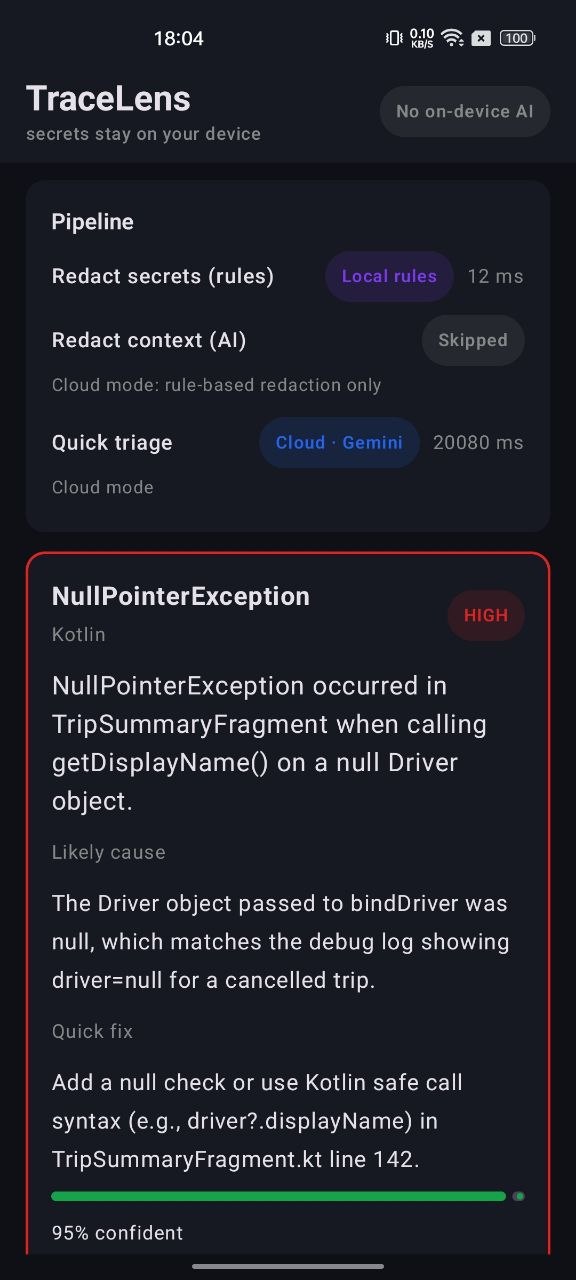 18:04
0.10 KB/S
100
TraceLens
No on-device AI
secrets stay on your device
Pipeline
Redact secrets (rules) Local rules 12 ms
Redact context (AI) Skipped
Cloud mode: rule-based redaction only
Quick triage Cloud · Gemini 20080 ms
Cloud mode
NullPointerException
HIGH
Kotlin
NullPointerException occurred in
TripSummaryFragment when calling
getDisplayName() on a null Driver
object.
Likely cause
The Driver object passed to bindDriver was
null, which matches the debug log showing
driver=null for a cancelled trip.
Quick fix
Add a null check or use Kotlin safe call
syntax (e.g., driver?.displayName) in
TripSummaryFragment.kt line 142.
95% confident